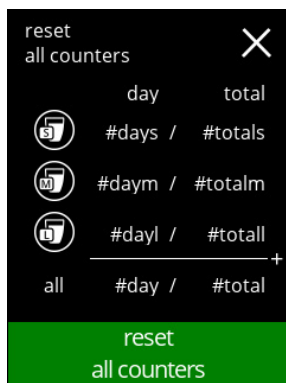 reset
all counters
day total
S #days / #totals
M #daym / #totalm
L #dayl / #totall
+
all #day / #total
reset
all counters